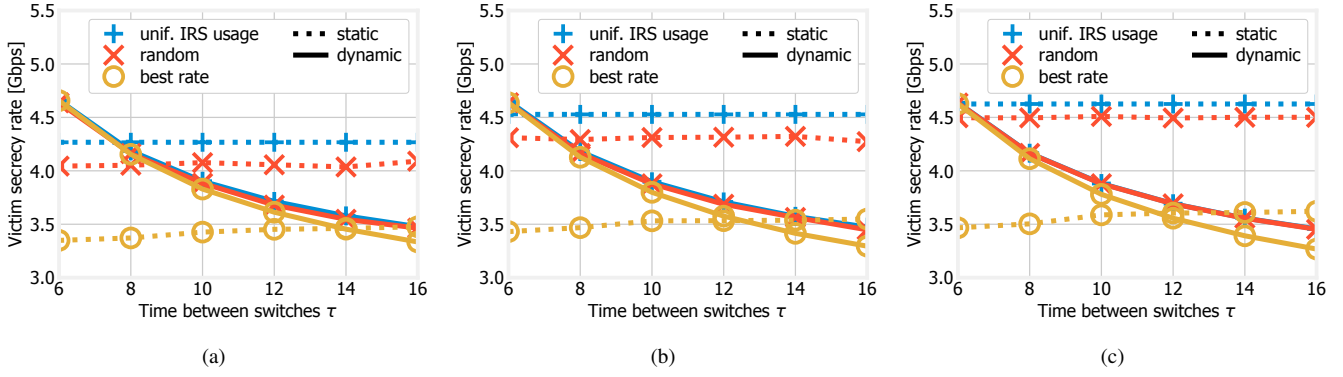 5.5
5.0
4.5
4.0
3.5
3.0
Victim secrecy rate [Gbps]
unif. IRS usage
random
best rate
static
dynamic
6 8 10 12 14 16
Time between switches τ
(a)
5.5
5.0
4.5
4.0
3.5
3.0
Victim secrecy rate [Gbps]
unif. IRS usage
random
best rate
static
dynamic
6 8 10 12 14 16
Time between switches τ
(b)
5.5
5.0
4.5
4.0
3.5
3.0
Victim secrecy rate [Gbps]
unif. IRS usage
random
best rate
static
dynamic
6 8 10 12 14 16
Time between switches τ
(c)